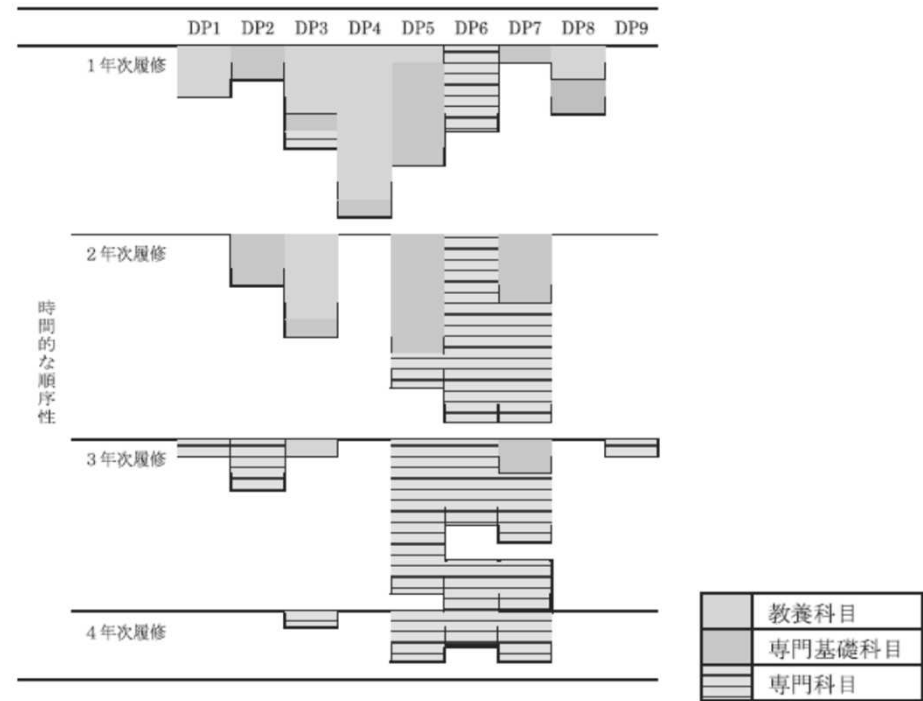 DP1 DP2 DP3 DP4 DP5 DP6 DP7 DP8 DP9
1年次履修
2年次履修
時間的な順序性
3年次履修
4年次履修
教養科目
専門基礎科目
専門科目